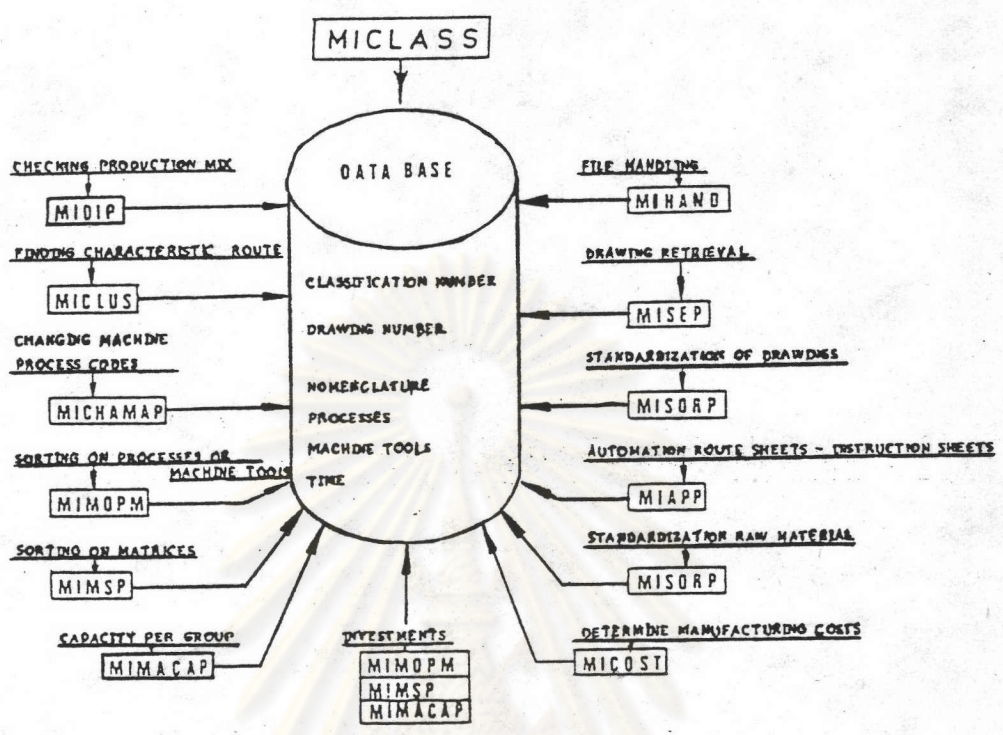 MICLASS
DATA BASE
CHECKING PRODUCTION MIX
MIDIP
FINDING CHARACTERISTIC ROUTE
MICLUS
CHANGING MACHINE
PROCESS CODES
MICHAMAP
SORTING ON PROCESSES OR
MACHINE TOOLS
MIMOPM
SORTING ON MATRICES
MIMSP
CAPACITY PER GROUP
MIMACAP
CLASSIFICATION NUMBER
DRAWING NUMBER
NOMENCLATURE
PROCESSES
MACHINE TOOLS
TIME
INVESTMENTS
MIMOPM
MIMSP
MIMACAP
FILE HANDLING
MIHAND
DRAWING RETRIEVAL
MISEP
STANDARDIZATION OF DRAWINGS
MISORP
AUTOMATION ROUTE SHEETS - INSTRUCTION SHEETS
MIAPP
STANDARDIZATION RAW MATERIAL
MISORP
DETERMINE MANUFACTURING COSTS
MICOST